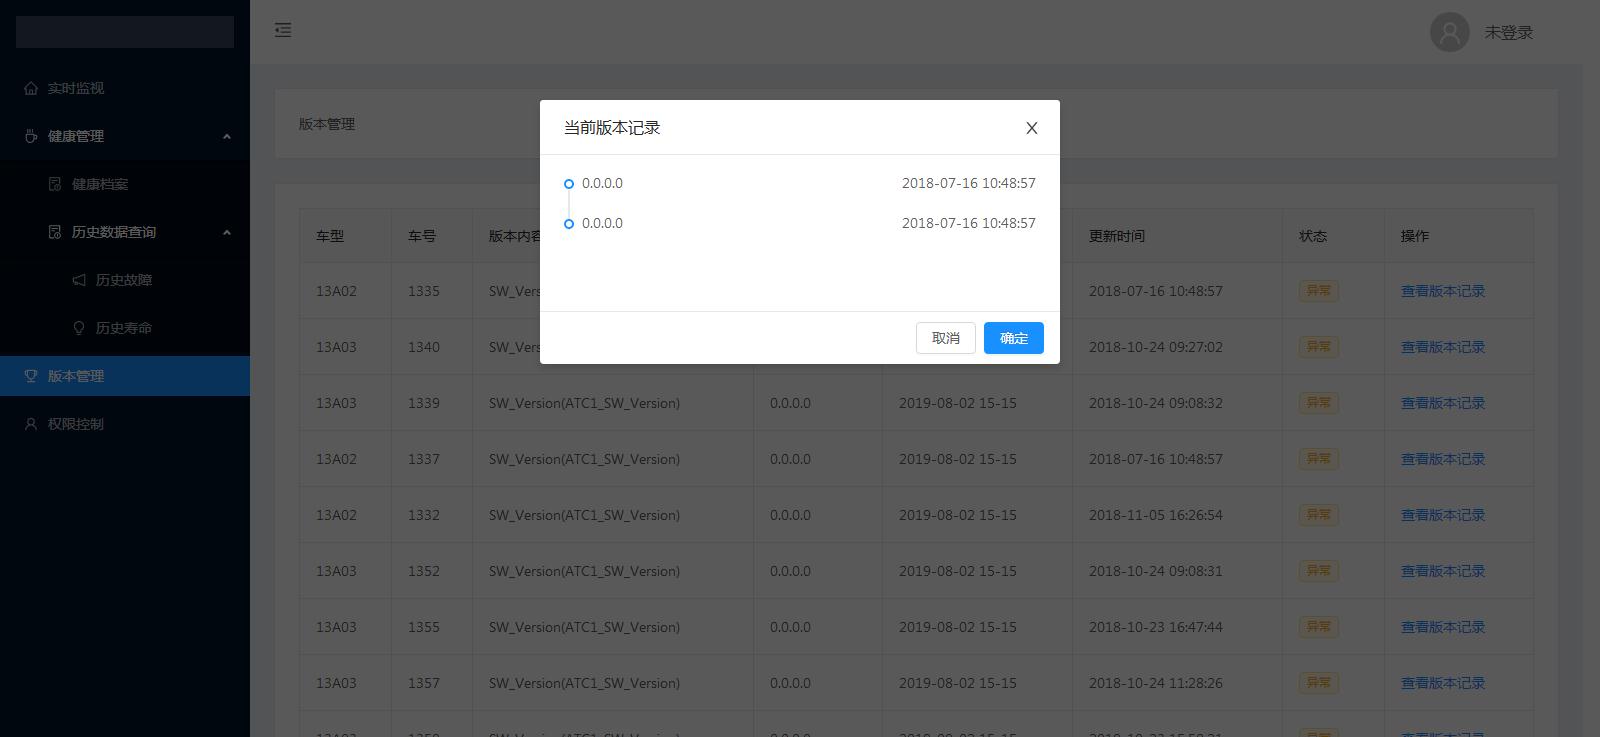 未登录
实时监视
健康管理
健康档案
历史数据查询
历史故障
历史寿命
版本管理
权限控制
版本管理
当前版本记录
0.0.0.0 2018-07-16 10:48:57
0.0.0.0 2018-07-16 10:48:57
取消 确定
车型 车号 版本内容 更新时间 状态 操作
13A02 1335 SW_Vers 2018-07-16 10:48:57 异常 查看版本记录
13A03 1340 SW_Ve 2018-10-24 09:27:02 异常 查看版本记录
13A03 1339 SW_Version(ATC1_SW_Version) 0.0.0.0 2019-08-02 15-15 2018-10-24 09:08:32 异常 查看版本记录
13A02 1337 SW_Version(ATC1_SW_Version) 0.0.0.0 2019-08-02 15-15 2018-07-16 10:48:57 异常 查看版本记录
13A02 1332 SW_Version(ATC1_SW_Version) 0.0.0.0 2019-08-02 15-15 2018-11-05 16:26:54 异常 查看版本记录
13A03 1352 SW_Version(ATC1_SW_Version) 0.0.0.0 2019-08-02 15-15 2018-10-24 09:08:31 异常 查看版本记录
13A03 1355 SW_Version(ATC1_SW_Version) 0.0.0.0 2019-08-02 15-15 2018-10-23 16:47:44 异常 查看版本记录
13A03 1357 SW_Version(ATC1_SW_Version) 0.0.0.0 2019-08-02 15-15 2018-10-24 11:28:26 异常 查看版本记录